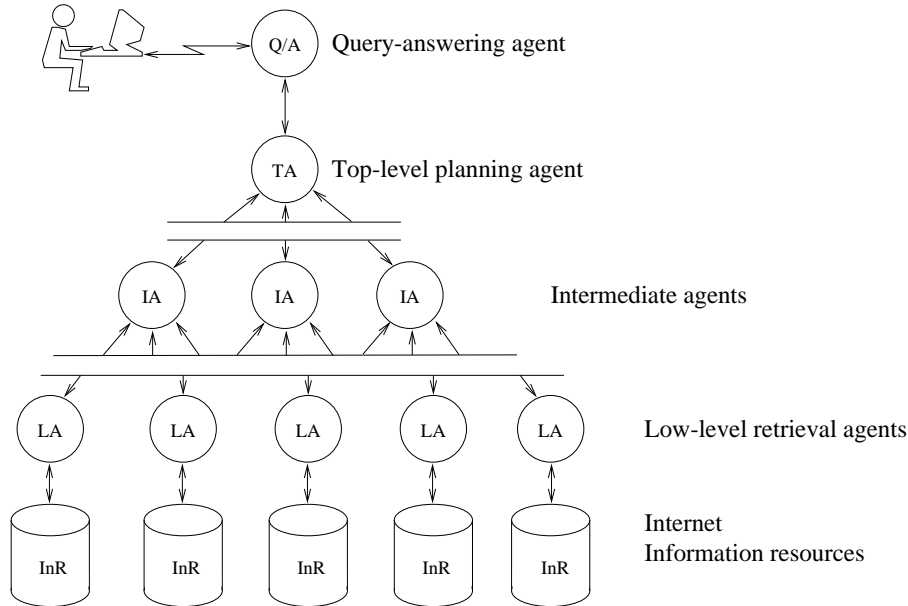 Q/A Query-answering agent
TA Top-level planning agent
IA IA IA Intermediate agents
LA LA LA LA LA Low-level retrieval agents
Internet
Information resources
InR InR InR InR InR